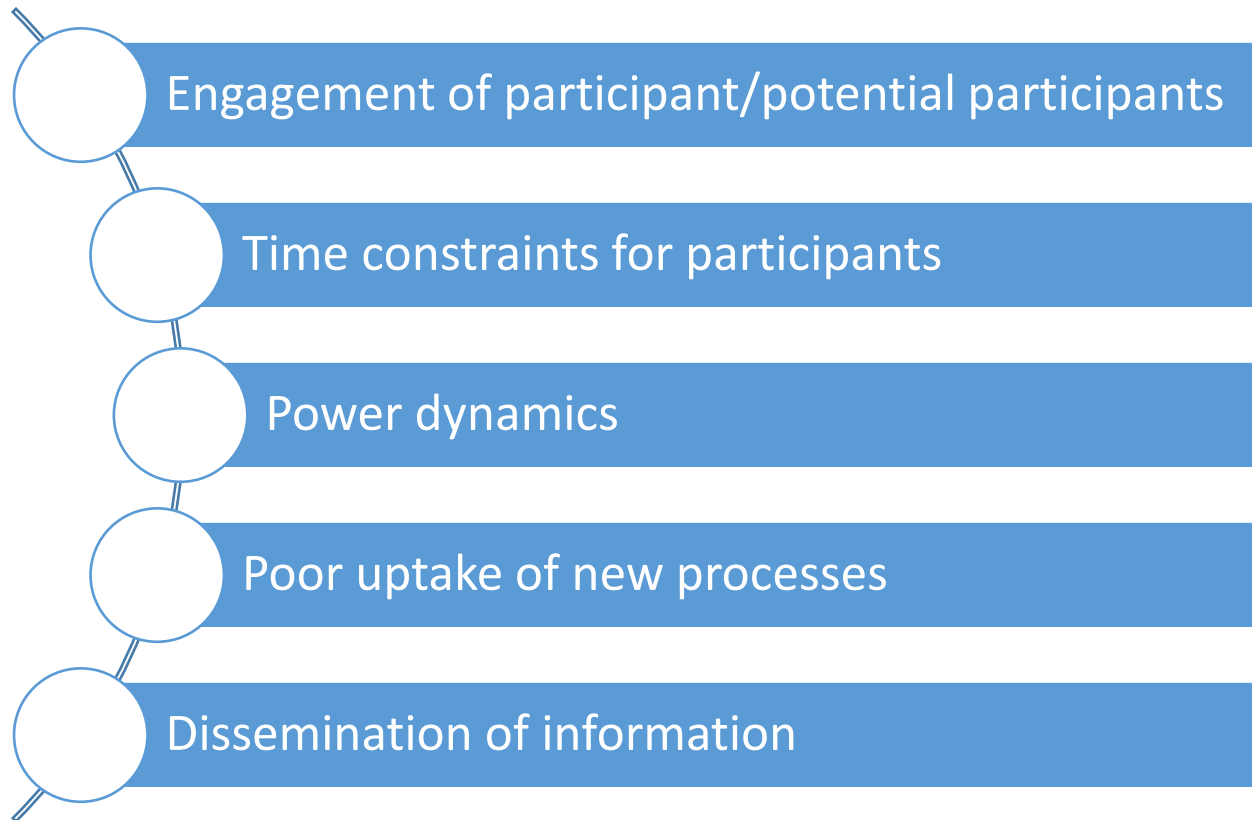 Engagement of participant/potential participants
Time constraints for participants
Power dynamics
Poor uptake of new processes
Dissemination of information